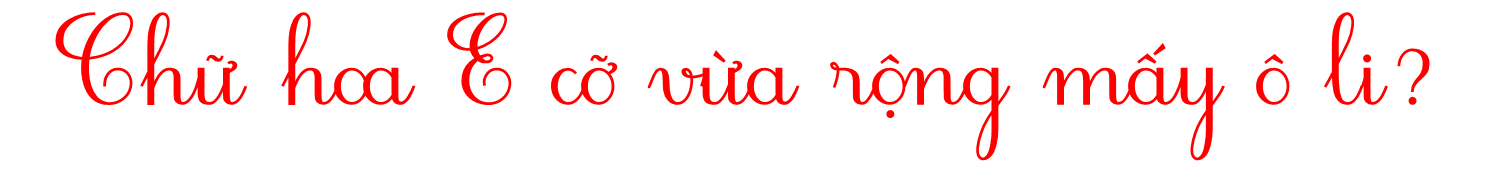 Chữ hoa E cỡ vừa rộng mấy ô li?